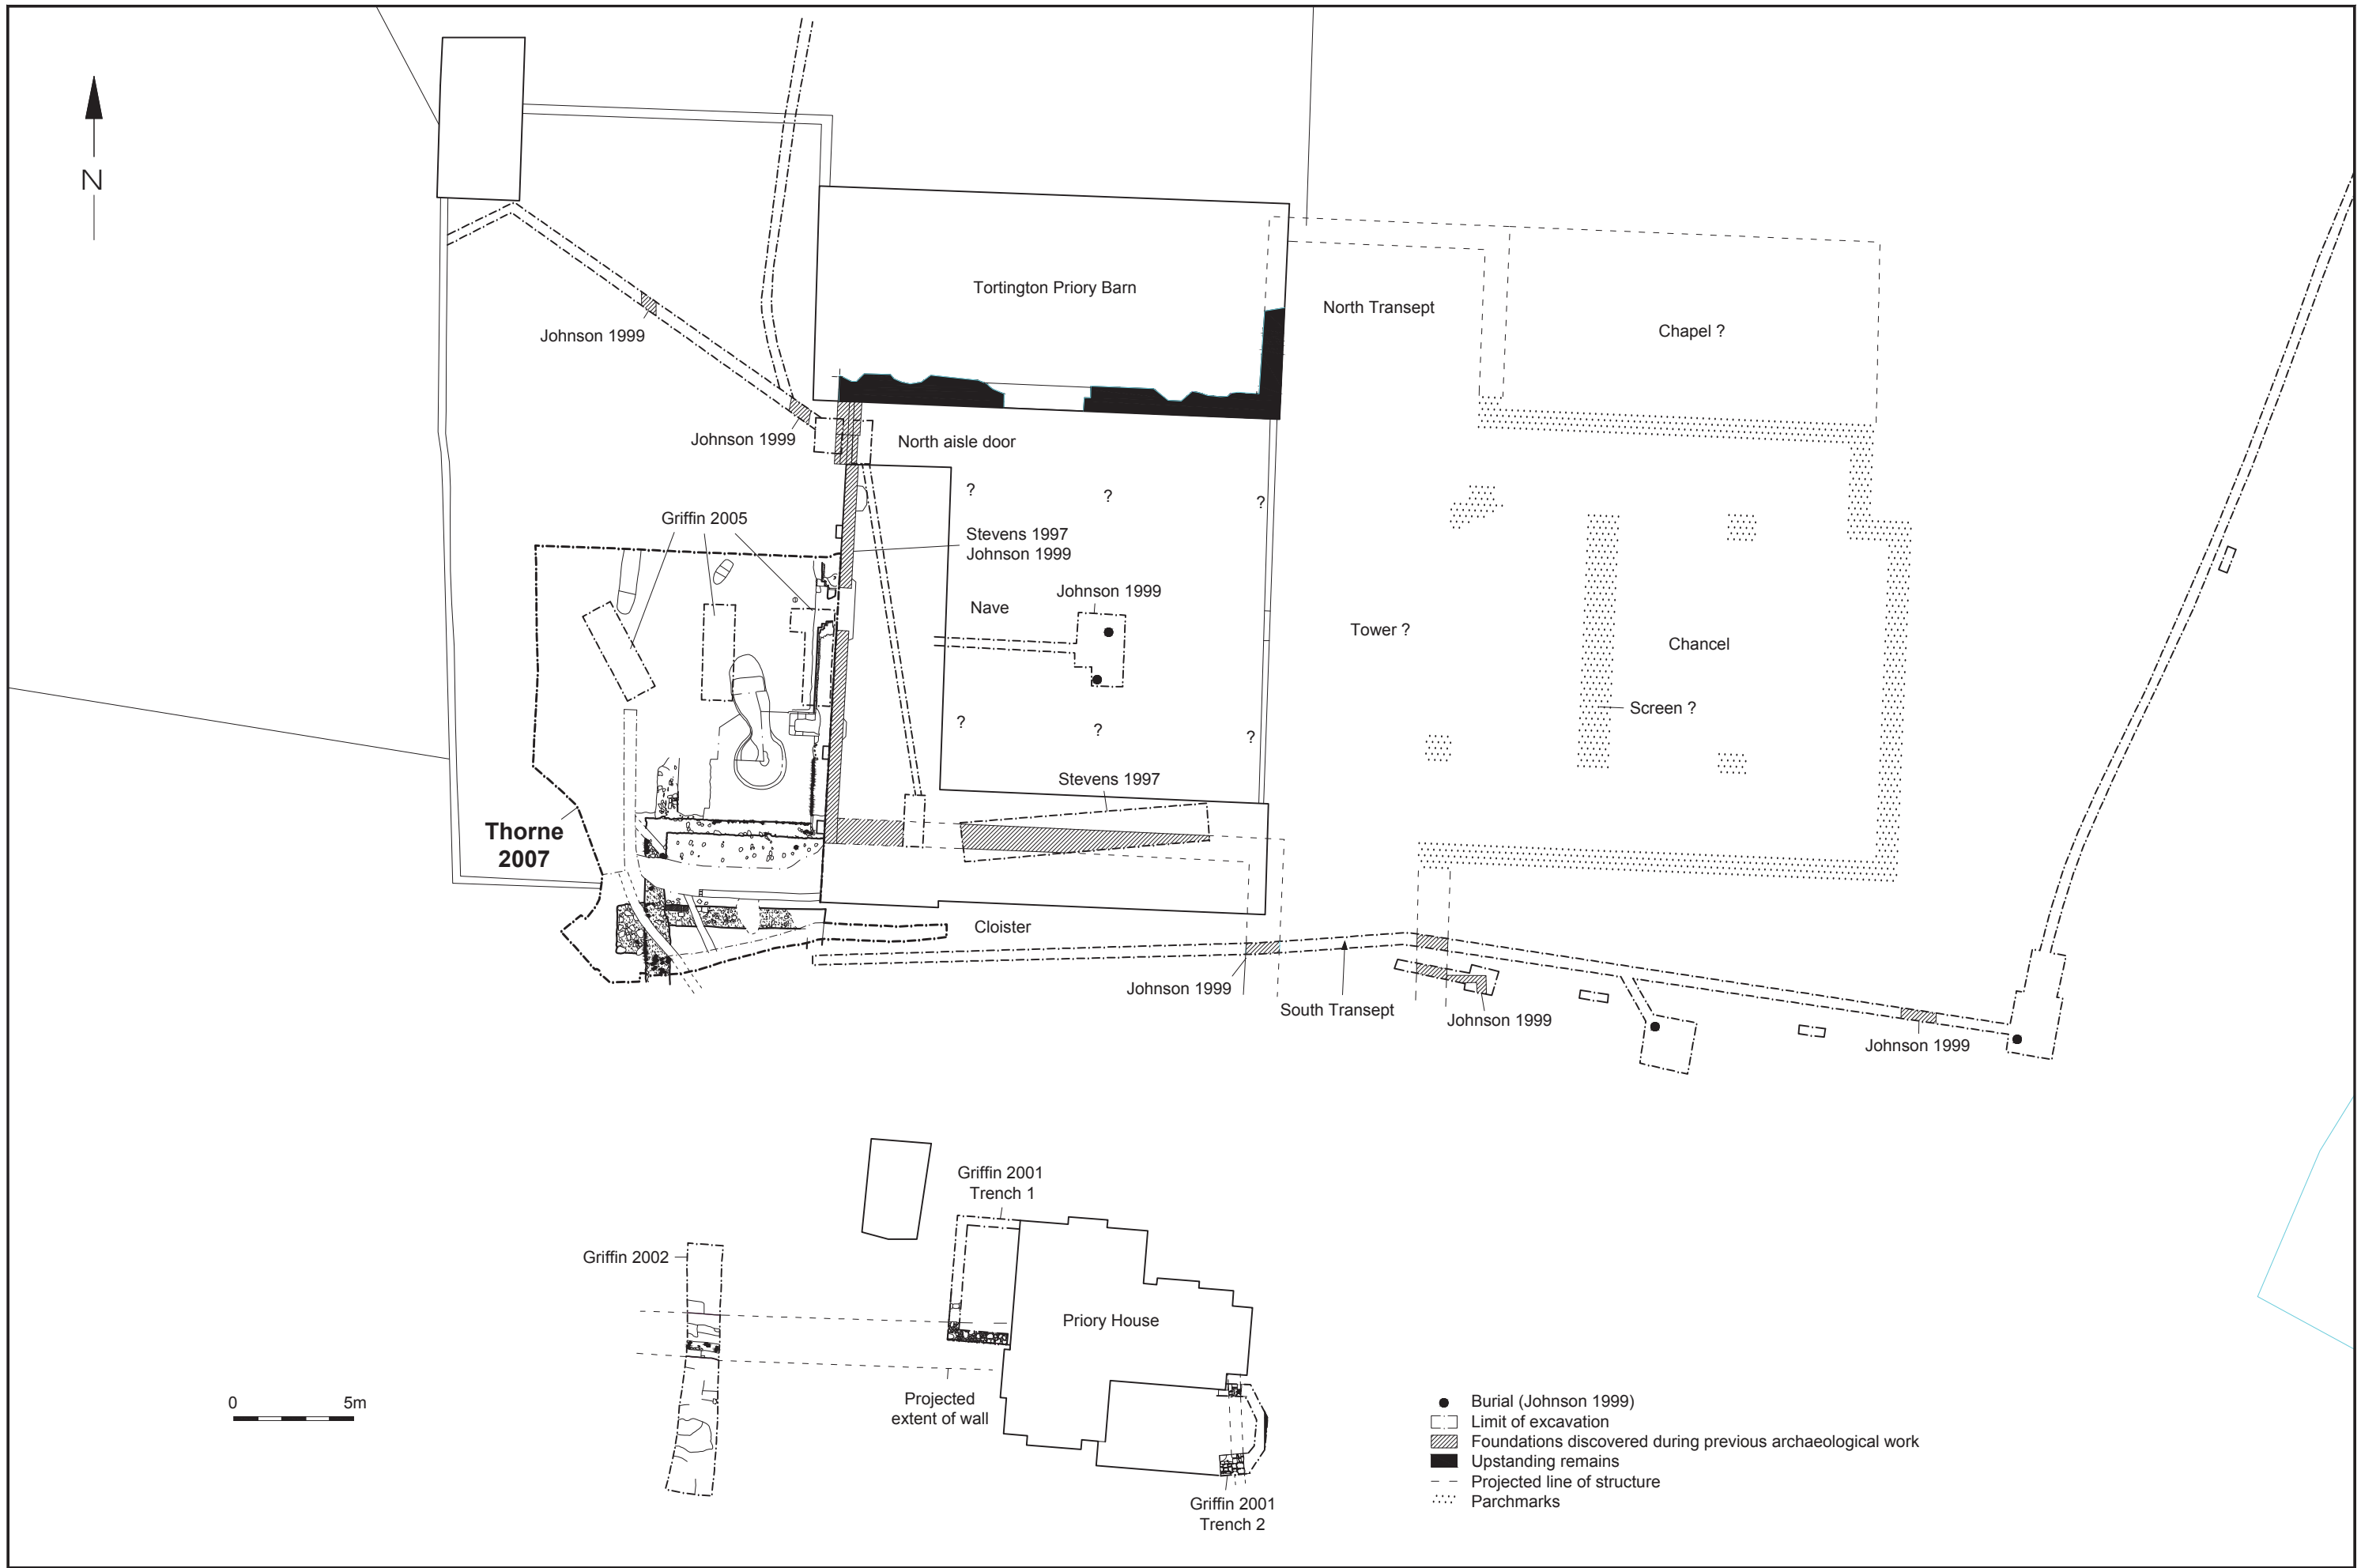 N
Tortington Priory Barn
North Transept
Chapel ?
Johnson 1999
Johnson 1999
North aisle door
?
?
?
Griffin 2005
Stevens 1997
Johnson 1999
Johnson 1999
Nave
Tower ?
Chancel
Screen ?
?
?
?
Stevens 1997
Thorne
2007
Cloister
Johnson 1999
South Transept
Johnson 1999
Johnson 1999
Griffin 2001
Trench 1
Griffin 2002
Priory House
Projected
extent of wall
0
5m
Griffin 2001
Trench 2
Burial (Johnson 1999)
Limit of excavation
Foundations discovered during previous archaeological work
Upstanding remains
Projected line of structure
Parchmarks